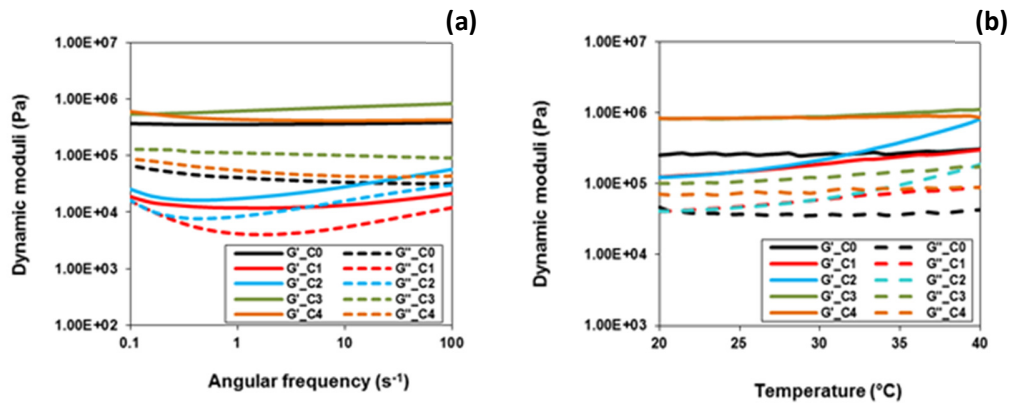 (a)
1.00E+07
1.00E+06
1.00E+05
1.00E+04
1.00E+03
1.00E+02
Dynamic moduli (Pa)
G'_C0 G"_C0
G'_C1 G"_C1
G'_C2 G"_C2
G'_C3 G"_C3
G'_C4 G"_C4
0.1 1 10 100
Angular frequency (s⁻¹)
(b)
1.00E+07
1.00E+06
1.00E+05
1.00E+04
1.00E+03
Dynamic moduli (Pa)
G'_C0 G"_C0
G'_C1 G"_C1
G'_C2 G"_C2
G'_C3 G"_C3
G'_C4 G"_C4
20 25 30 35 40
Temperature (°C)